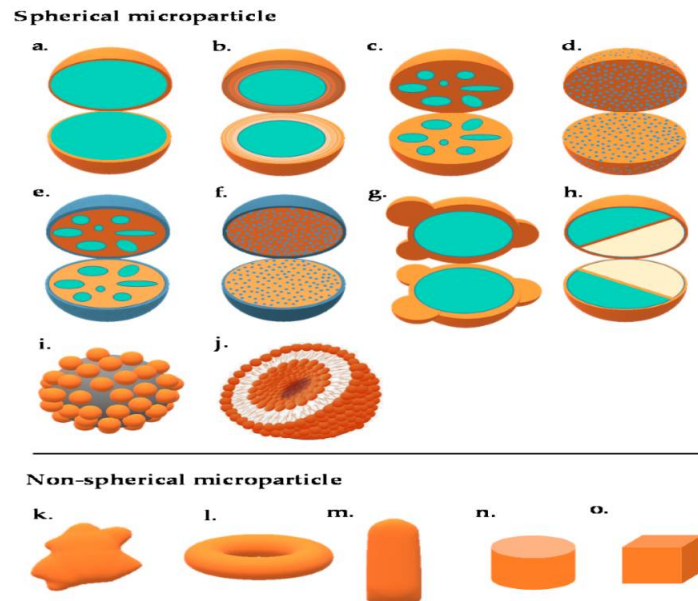 Spherical microparticle
a. b. c. d.
e. f. g. h.
i. j.
Non-spherical microparticle
k. l. m. n. o.